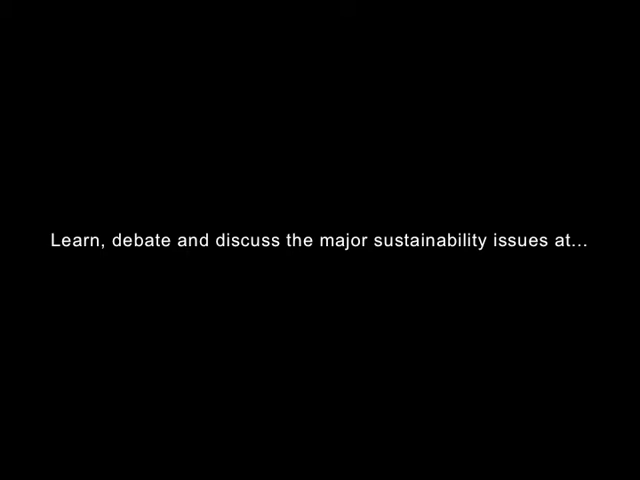 Learn, debate and discuss the major sustainability issues at...